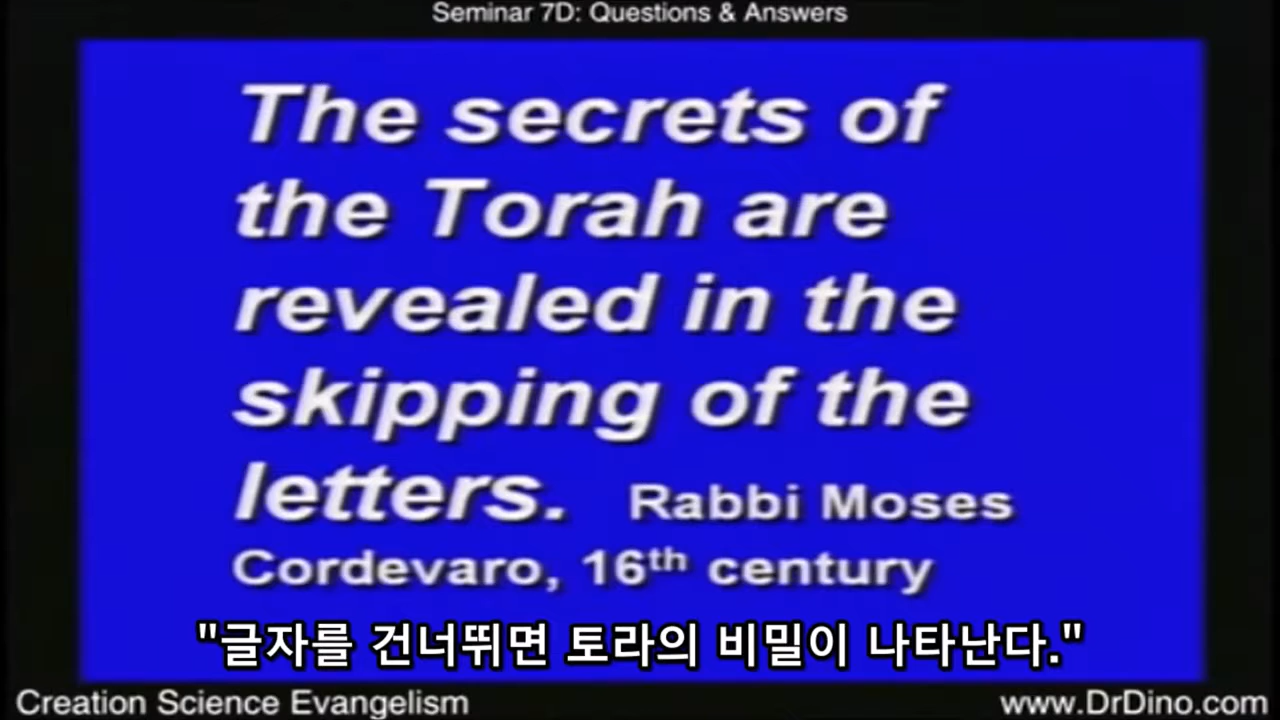 Seminar 7D: Questions & Answers
The secrets of
the Torah are
revealed in the
skipping of the
letters. Rabbi Moses
Cordevaro, 16th century
"글자를 건너뛰면 토라의 비밀이 나타난다."
Creation Science Evangelism www.DrDino.com